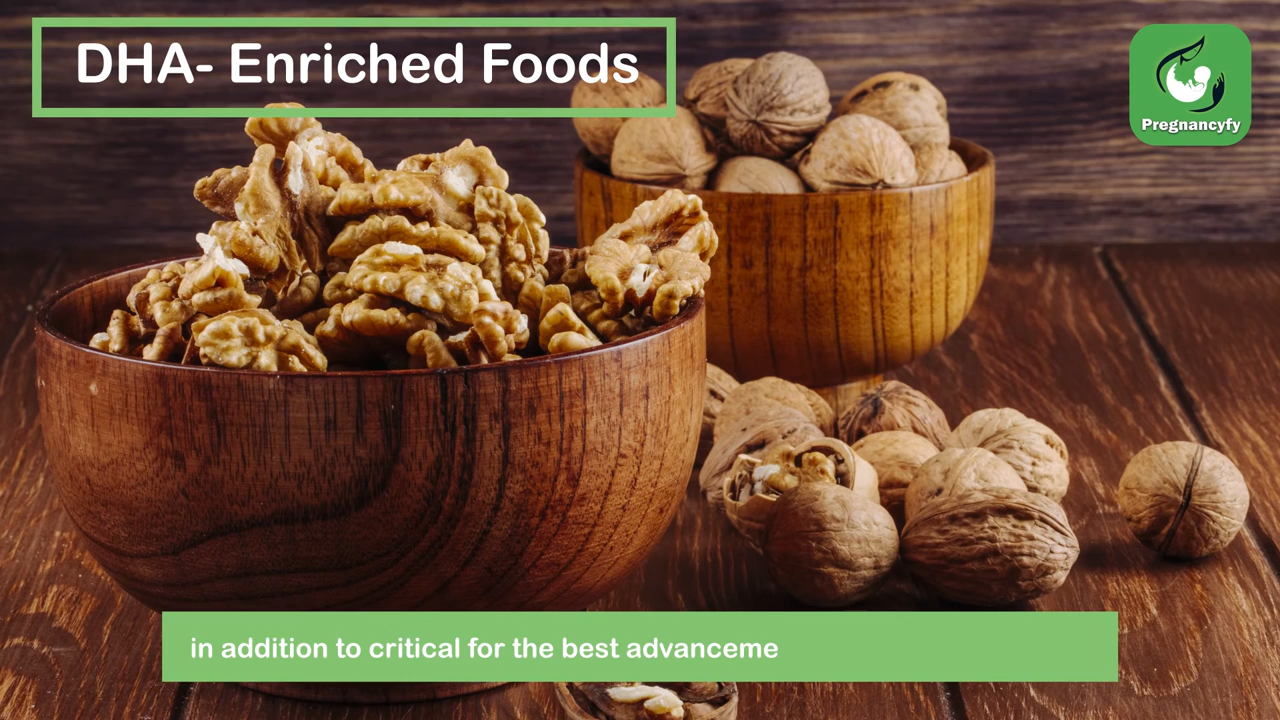 DHA- Enriched Foods
Pregnancyfy
in addition to critical for the best advanceme